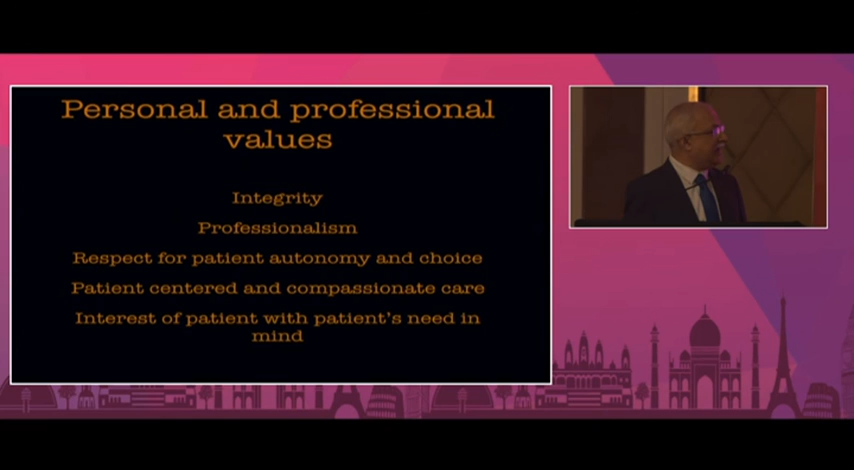 Personal and professional
values
Integrity
Professionalism
Respect for patient autonomy and choice
Patient centered and compassionate care
Interest of patient with patient's need in
mind